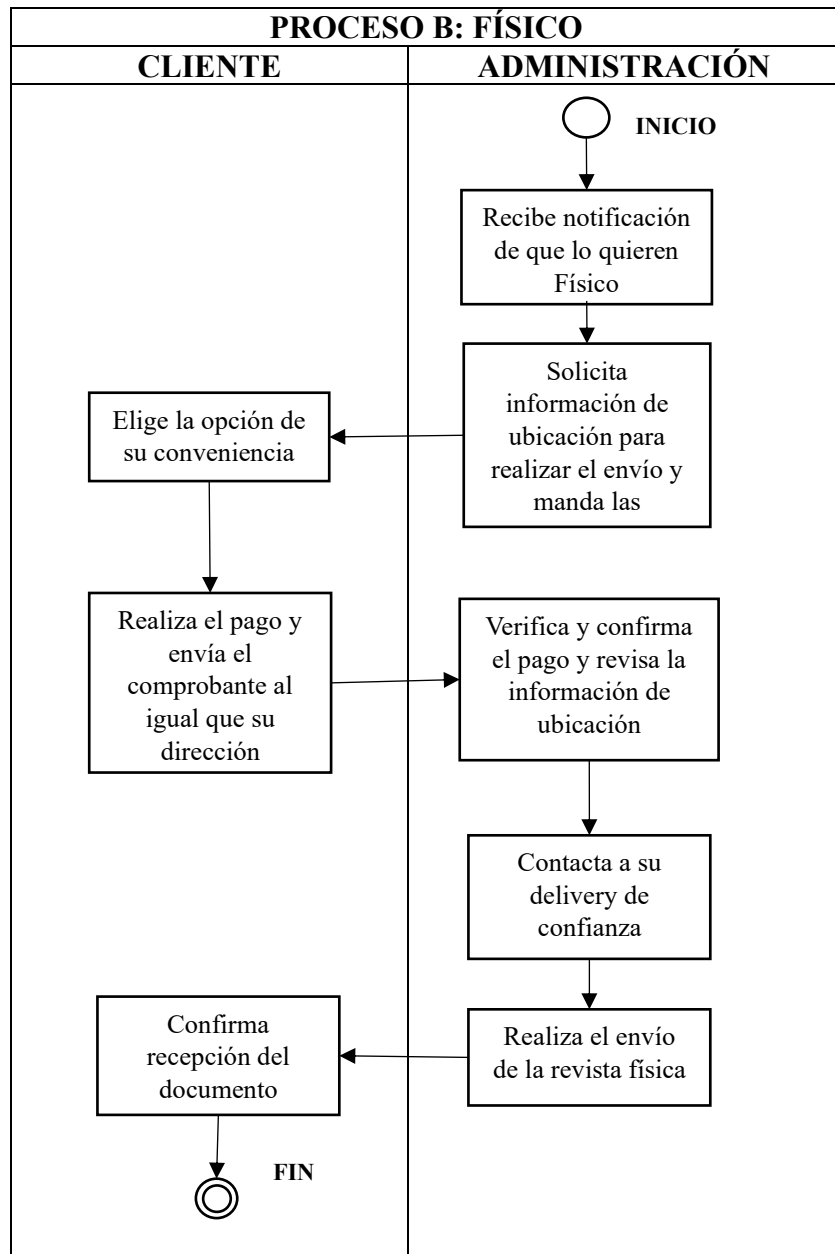 PROCESO B: FÍSICO
CLIENTE
ADMINISTRACIÓN
INICIO
Recibe notificación
de que lo quieren
Físico
Solicita
información de
ubicación para
realizar el envío y
manda las
Elige la opción de
su conveniencia
Realiza el pago y
envía el
comprobante al
igual que su
dirección
Verifica y confirma
el pago y revisa la
información de
ubicación
Contacta a su
delivery de
confianza
Realiza el envío
de la revista física
Confirma
recepción del
documento
FIN